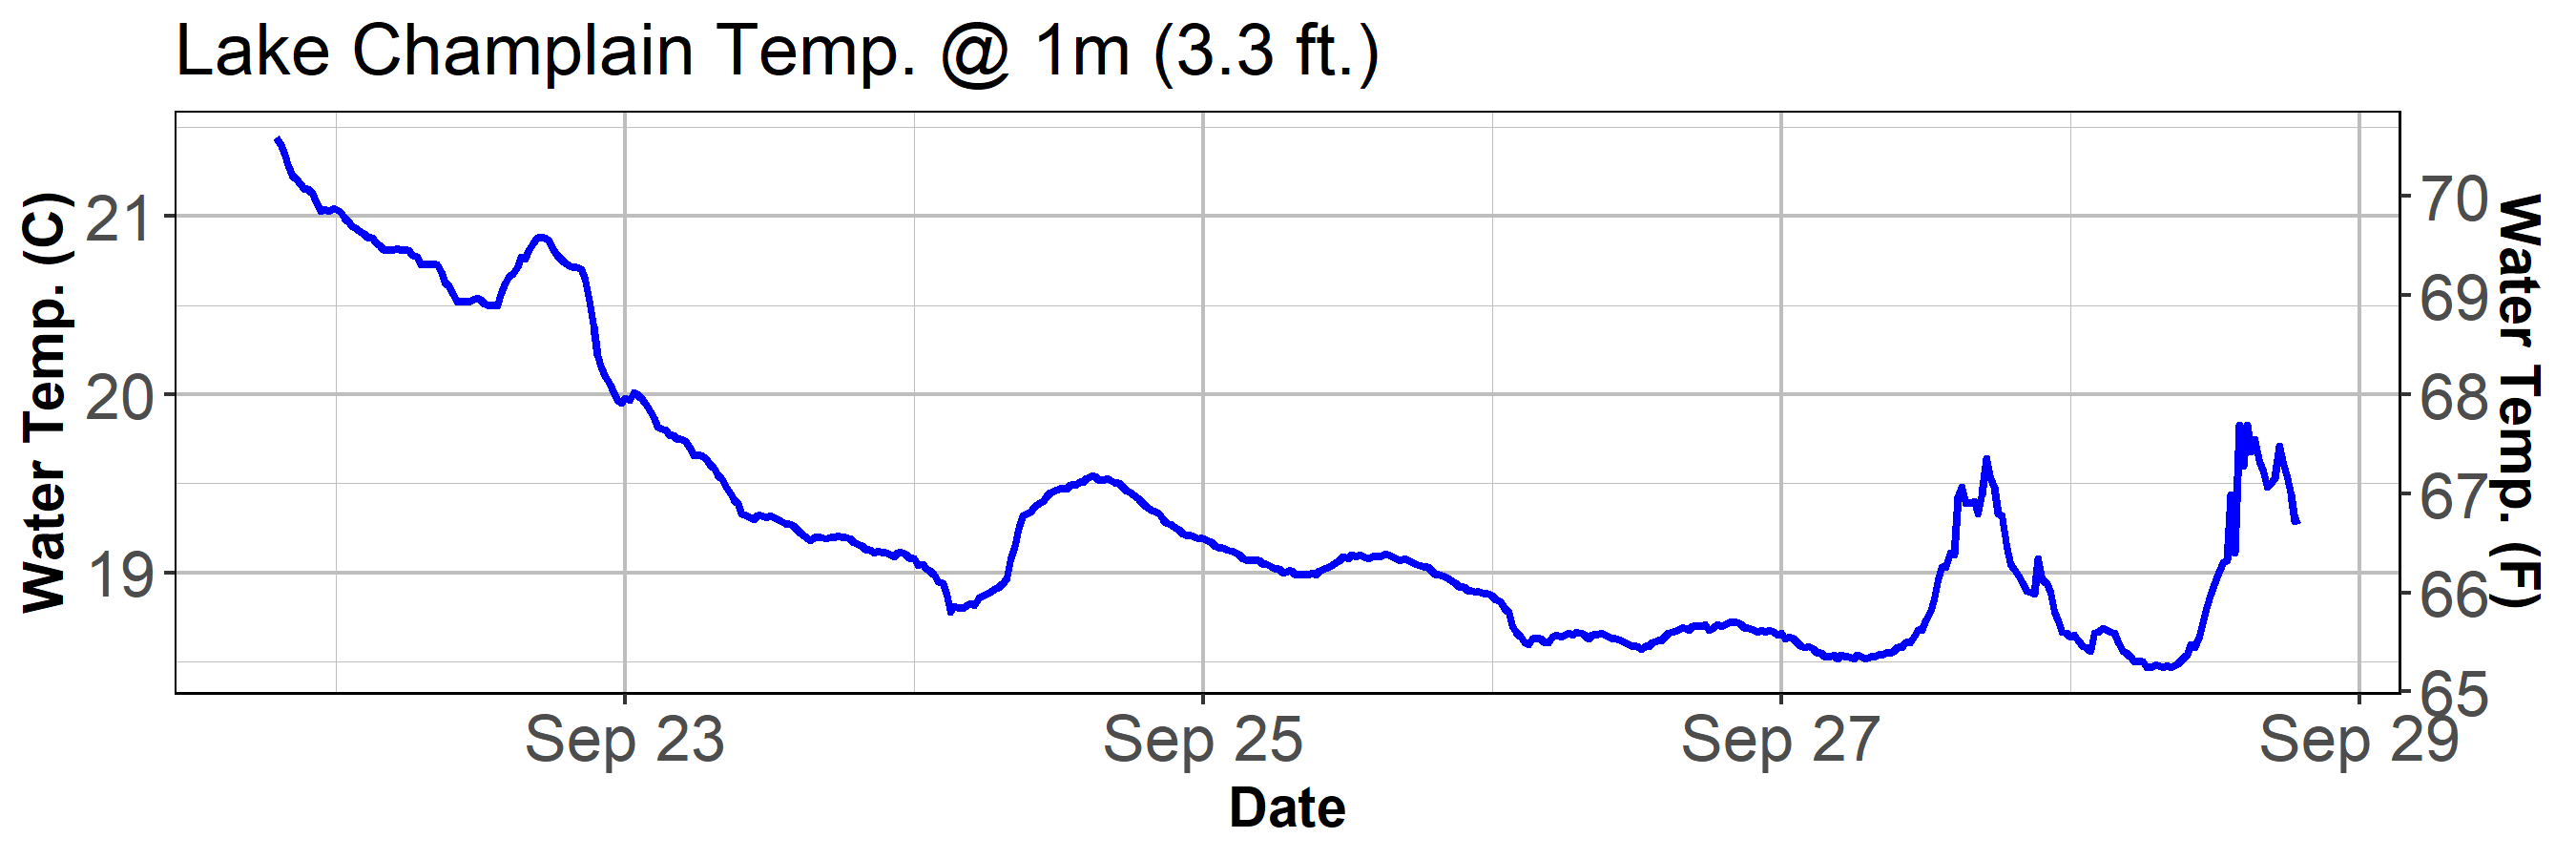 Lake Champlain Temp. @ 1m (3.3 ft.)
Water Temp. (C)
21
20
19
70
69
68
67
66
65
Water Temp. (F)
Sep 23
Sep 25
Sep 27
Sep 29
Date